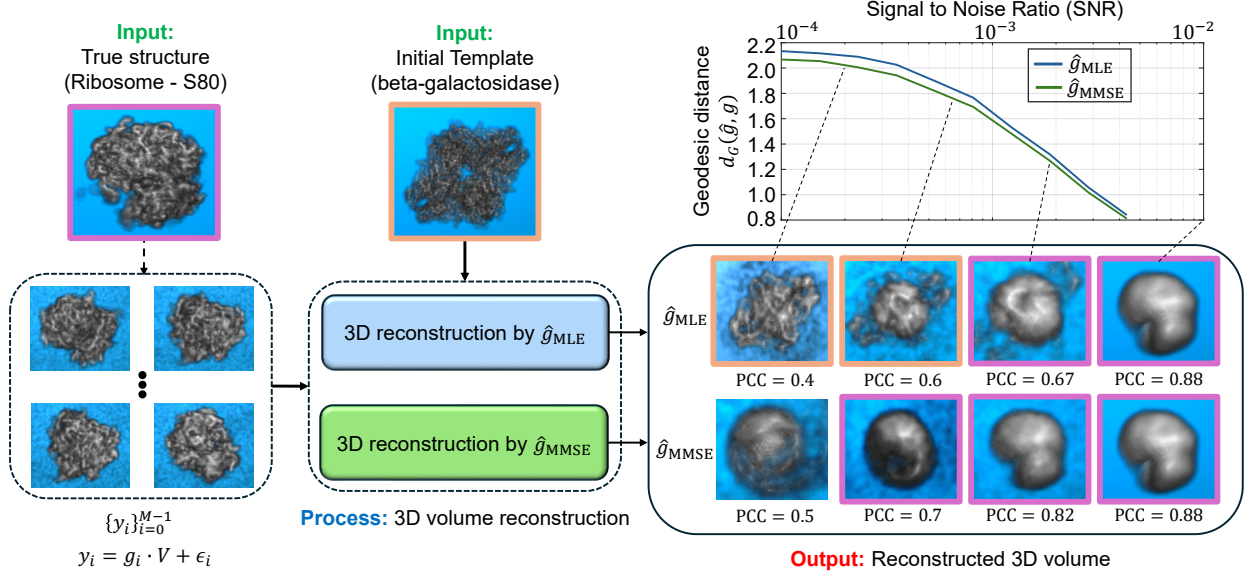 Input:
True structure
(Ribosome - S80)
Input:
Initial Template
(beta-galactosidase)
Signal to Noise Ratio (SNR)
10⁻⁴
10⁻³
10⁻²
Geodesic distance
d_G(ĝ, g)
2.2
2.0
1.8
1.6
1.4
1.2
1.0
0.8
ĝ_MLE
ĝ_MMSE
3D reconstruction by ĝ_MLE
3D reconstruction by ĝ_MMSE
ĝ_MLE
PCC = 0.4
PCC = 0.6
PCC = 0.67
PCC = 0.88
ĝ_MMSE
PCC = 0.5
PCC = 0.7
PCC = 0.82
PCC = 0.88
{y_i}_{i=0}^{M−1}
y_i = g_i · V + ϵ_i
Process: 3D volume reconstruction
Output: Reconstructed 3D volume